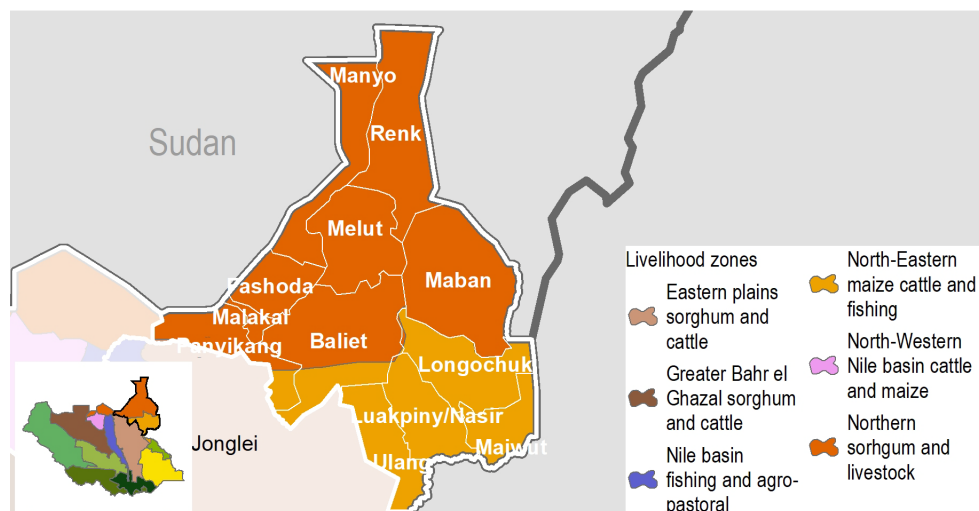 Manyo
Sudan
Renk
Melut
Maban
Fashoda
Malakal
Panyikang
Baliet
Longochuk
Luakpiny/Nasir
Maiwut
Ulang
Jonglei
Livelihood zones
Eastern plains
sorghum and
cattle
Greater Bahr el
Ghazal sorghum
and cattle
Nile basin
fishing and agro-
pastoral
North-Eastern
maize cattle and
fishing
North-Western
Nile basin cattle
and maize
Northern
sorhgum and
livestock